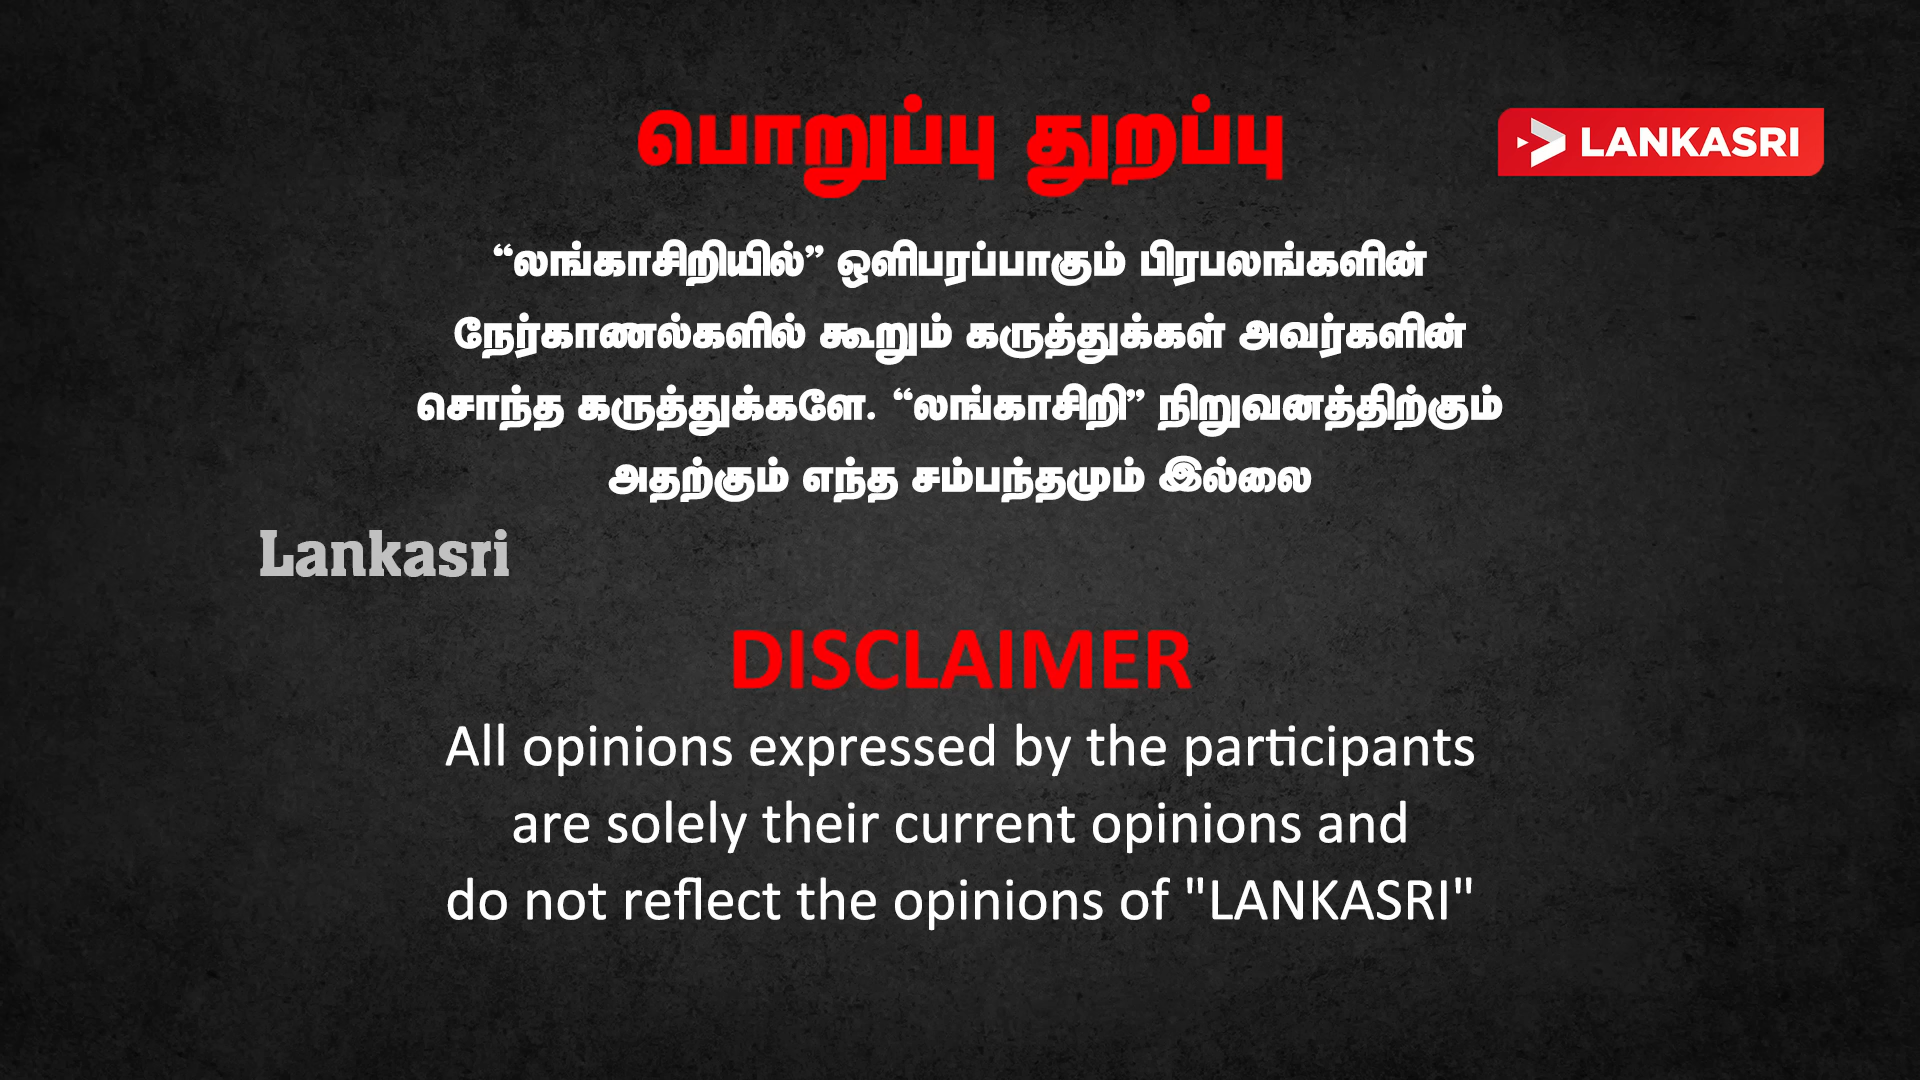 பொறுப்பு துறப்பு
LANKASRI
“லங்காசிறியில்” ஒளிபரப்பாகும் பிரபலங்களின்
நேர்காணல்களில் கூறும் கருத்துக்கள் அவர்களின்
சொந்த கருத்துக்களே. “லங்காசிறி” நிறுவனத்திற்கும்
அதற்கும் எந்த சம்பந்தமும் இல்லை
Lankasri
DISCLAIMER
All opinions expressed by the participants
are solely their current opinions and
do not reflect the opinions of "LANKASRI"